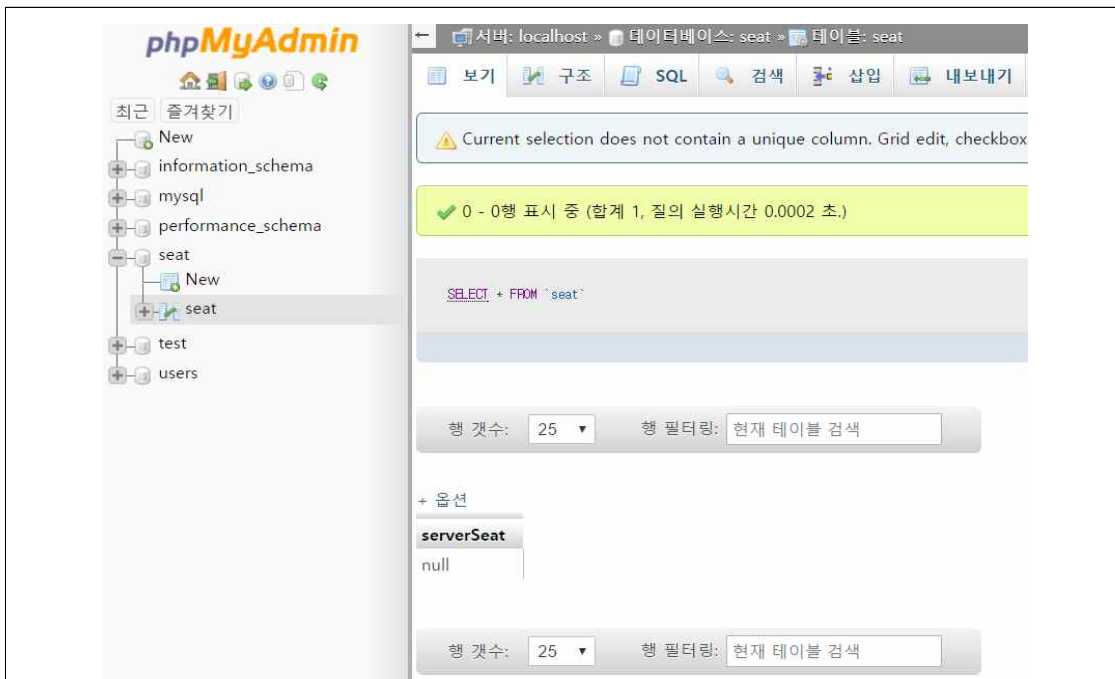 phpMyAdmin
최근 즐겨찾기
New
information_schema
mysql
performance_schema
seat
New
seat
test
users
← 서버: localhost » 데이터베이스: seat » 테이블: seat
보기 구조 SQL 검색 삽입 내보내기
Current selection does not contain a unique column. Grid edit, checkbox
0 - 0행 표시 중 (합계 1, 질의 실행시간 0.0002 초.)
SELECT * FROM `seat`
행 갯수: 25 행 필터링: 현재 테이블 검색
+ 옵션
serverSeat
null
행 갯수: 25 행 필터링: 현재 테이블 검색